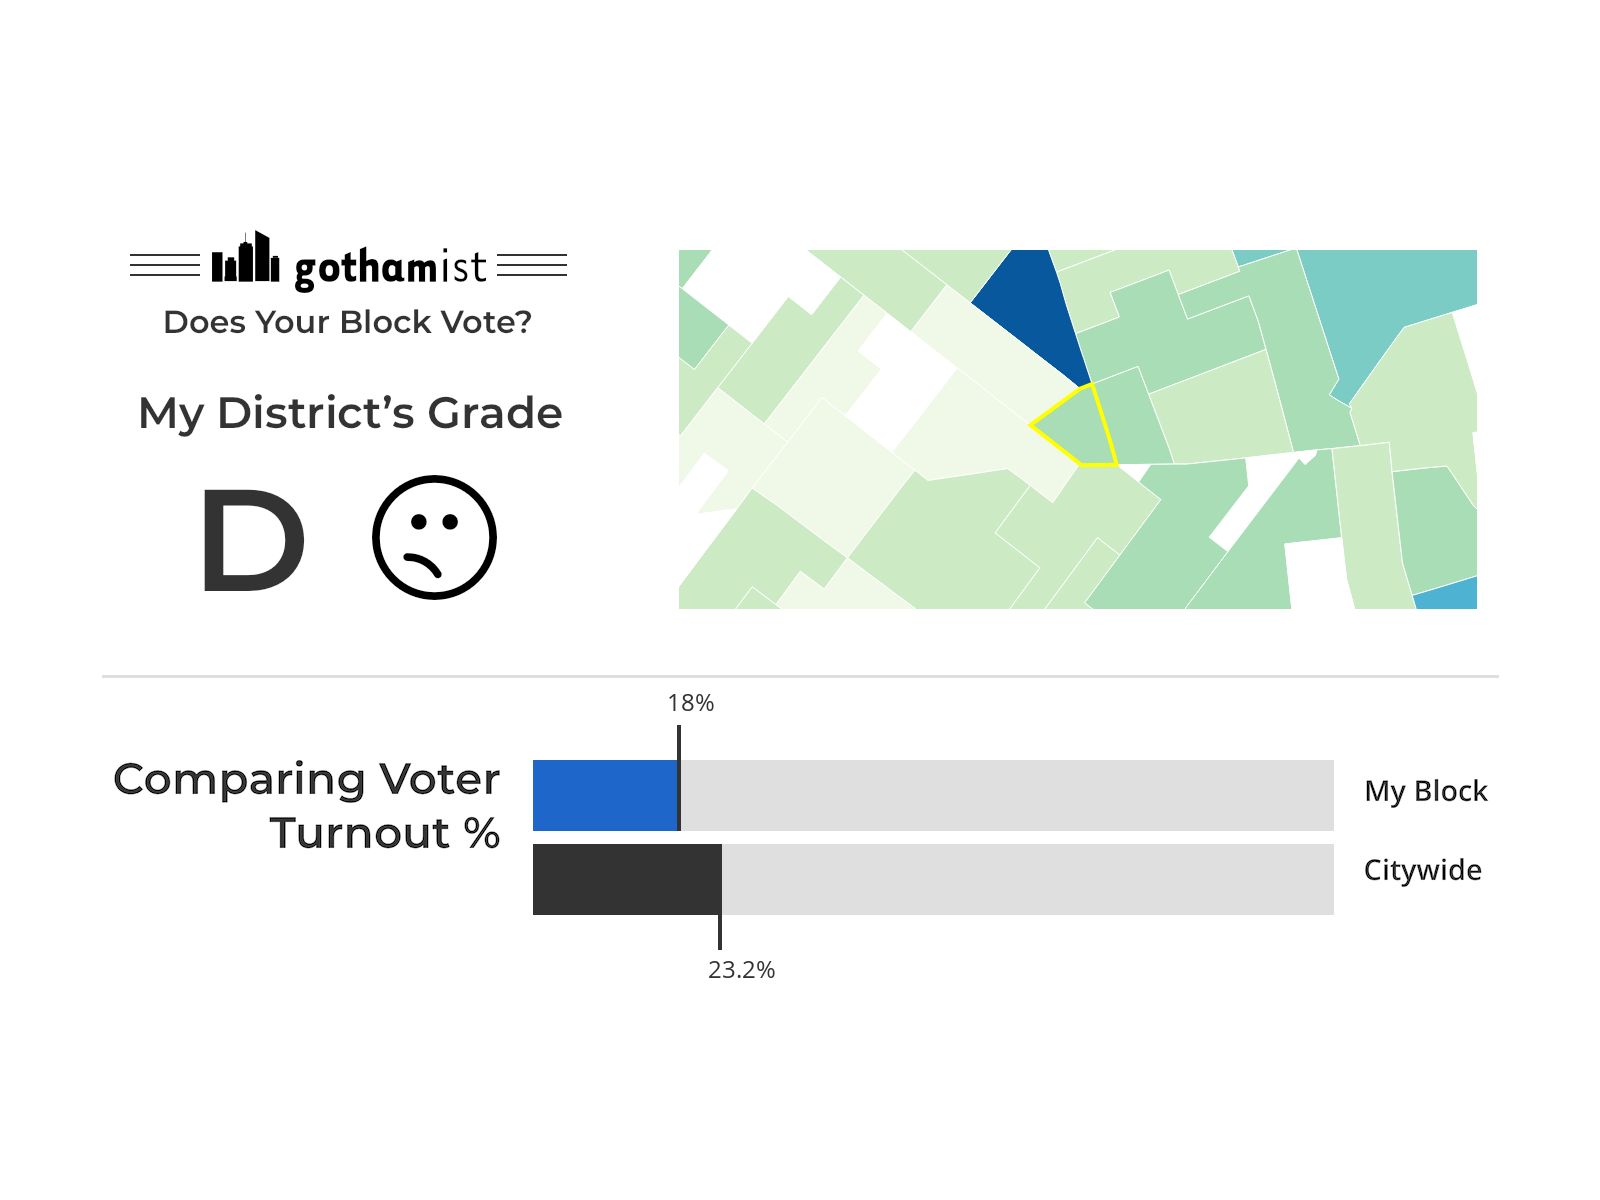 gothamist
Does Your Block Vote?
My District’s Grade
D
18%
Comparing Voter
Turnout %
My Block
Citywide
23.2%